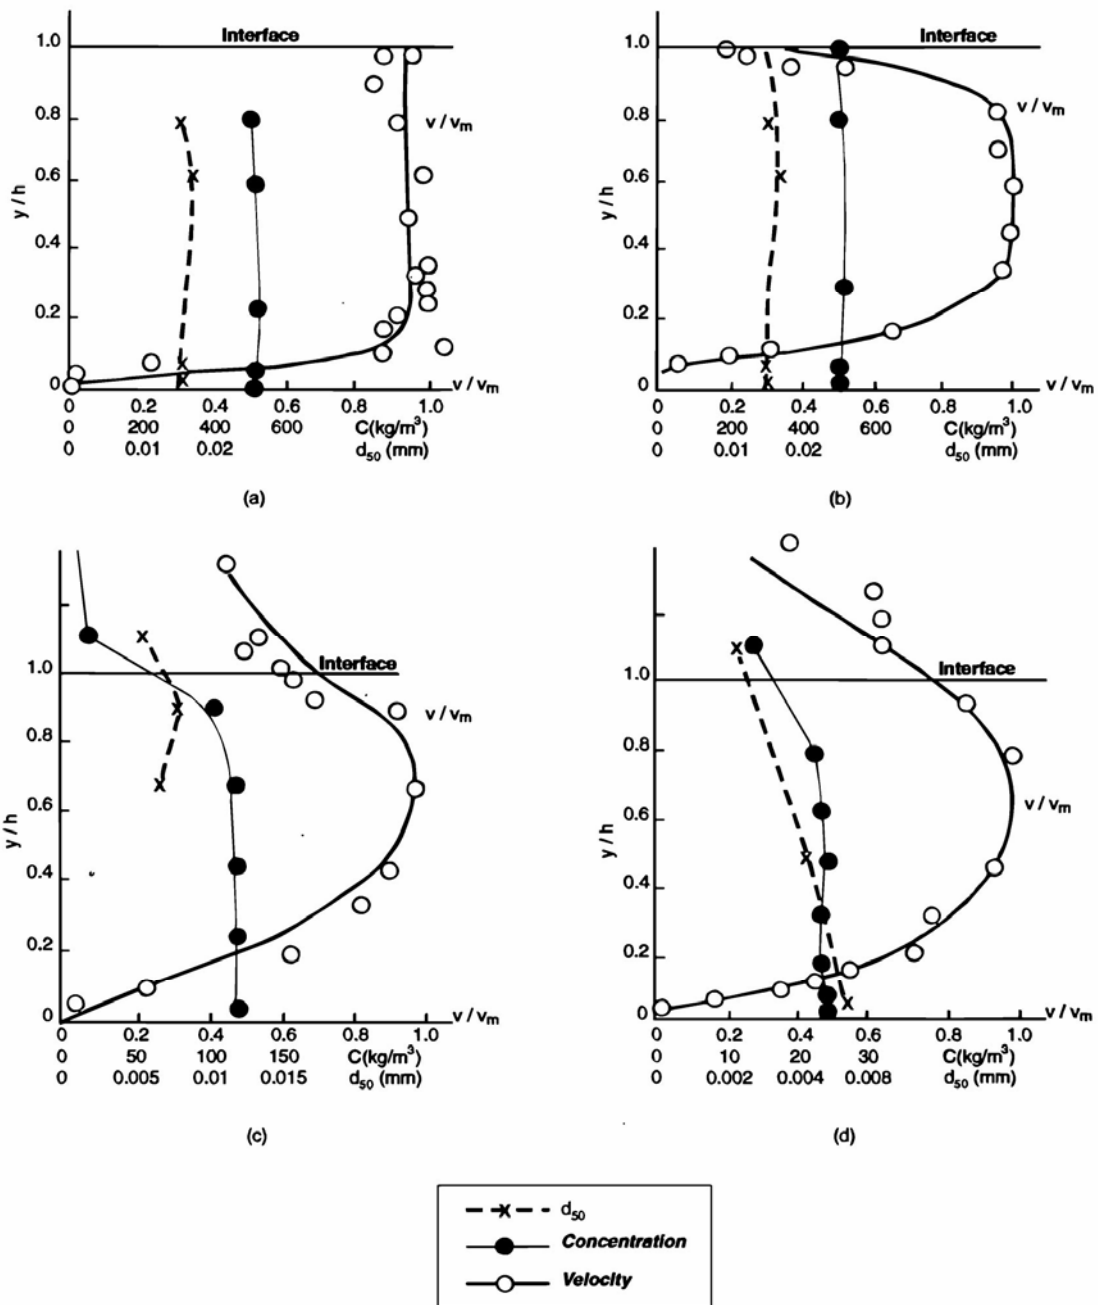 Interface
1.0
0.8
v/vm
0.6
y / h
0.4
0.2
0
v / vm
0 0.2 0.4 0.6 0.8 1.0
0 200 400 600 C(kg/m³)
0 0.01 0.02 d₅₀ (mm)
(a)
Interface
1.0
v/vm
0.8
0.6
y / h
0.4
0.2
0
v / vm
0 0.2 0.4 0.6 0.8 1.0
0 200 400 600 C(kg/m³)
0 0.01 0.02 d₅₀ (mm)
(b)
1.0
Interface
v / vm
0.8
0.6
y / h
0.4
0.2
0
v / vm
0 0.2 0.4 0.6 0.8 1.0
0 50 100 150 C(kg/m³)
0 0.005 0.01 0.015 d₅₀ (mm)
(c)
Interface
1.0
0.8
v / vm
0.6
y / h
0.4
0.2
0
v / vm
0 0.2 0.4 0.6 0.8 1.0
0 10 20 30 C(kg/m³)
0 0.002 0.004 0.008 d₅₀ (mm)
(d)
d₅₀
Concentration
Velocity